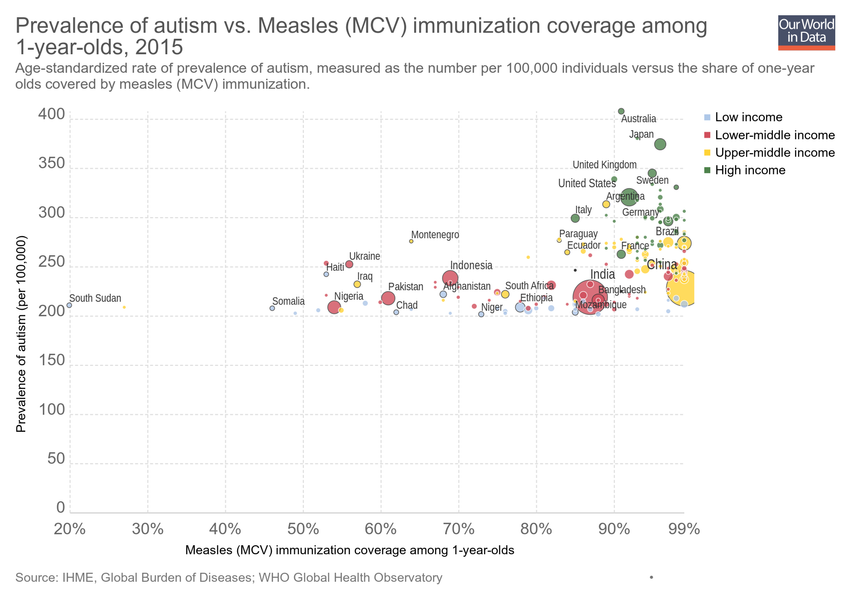 Prevalence of autism vs. Measles (MCV) immunization coverage among
1-year-olds, 2015
Our World
in Data
Age-standardized rate of prevalence of autism, measured as the number per 100,000 individuals versus the share of one-year
olds covered by measles (MCV) immunization.
400
350
300
250
200
150
100
50
0
Prevalence of autism (per 100,000)
Australia
Japan
United Kingdom
Sweden
United States
Argentina
Italy
Germany
Montenegro
Paraguay
Brazil
Ecuador
France
Ukraine
Haiti
Indonesia
China
Iraq
India
Pakistan
Afghanistan
South Africa
Bangladesh
South Sudan
Somalia
Nigeria
Ethiopia
Chad
Niger
Mozambique
20%
30%
40%
50%
60%
70%
80%
90%
99%
Measles (MCV) immunization coverage among 1-year-olds
Low income
Lower-middle income
Upper-middle income
High income
Source: IHME, Global Burden of Diseases; WHO Global Health Observatory